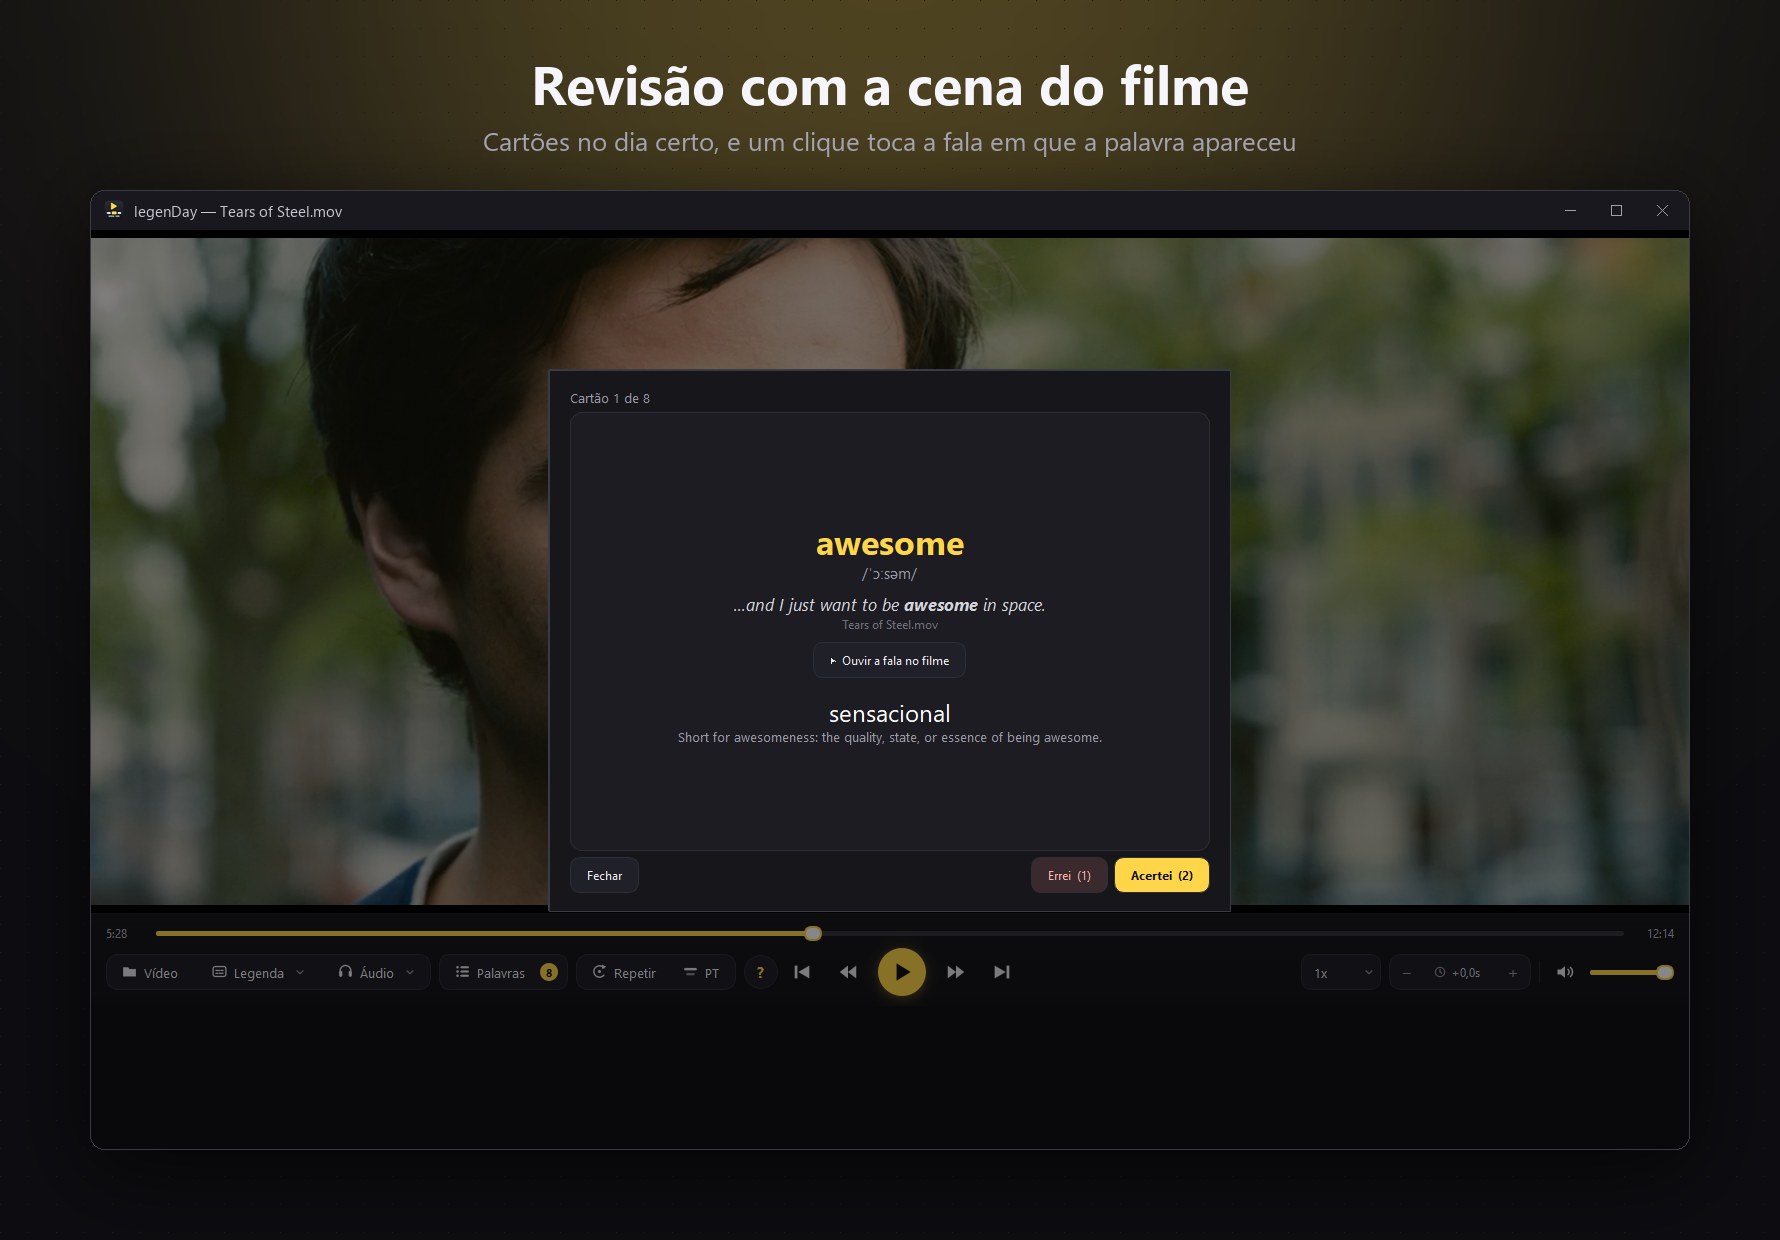 Revisão com a cena do filme
Cartões no dia certo, e um clique toca a fala em que a palavra apareceu
legenDay — Tears of Steel.mov
Cartão 1 de 8
awesome
/ˈɔːsəm/
...and I just want to be awesome in space.
Tears of Steel.mov
Ouvir a fala no filme
sensacional
Short for awesomeness: the quality, state, or essence of being awesome.
Fechar
Errei (1)
Acertei (2)
5:28
12:14
Vídeo
Legenda
Áudio
Palavras
8
Repetir
PT
?
1x
− +0,0s +